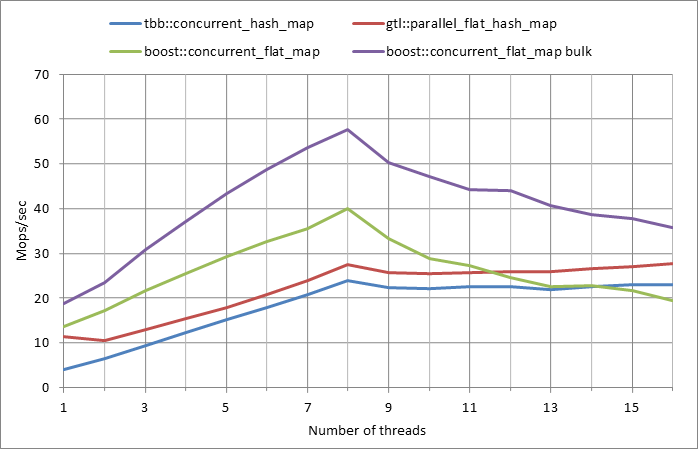 tbb::concurrent_hash_map gtl::parallel_flat_hash_map
boost::concurrent_flat_map boost::concurrent_flat_map bulk
70
60
50
40
30
20
10
0
Mops/sec
1 3 5 7 9 11 13 15
Number of threads